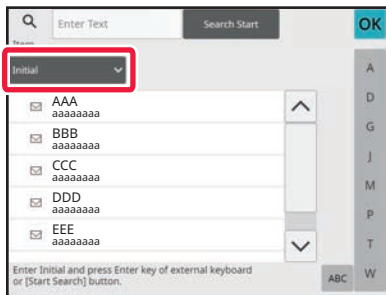 Enter Text
Search Start
OK
Item
Initial
AAA
aaaaaaaa
BBB
aaaaaaaa
CCC
aaaaaaaa
DDD
aaaaaaaa
EEE
aaaaaaaa
A
D
G
J
M
P
T
W
Enter Initial and press Enter key of external keyboard
or [Start Search] button.
ABC